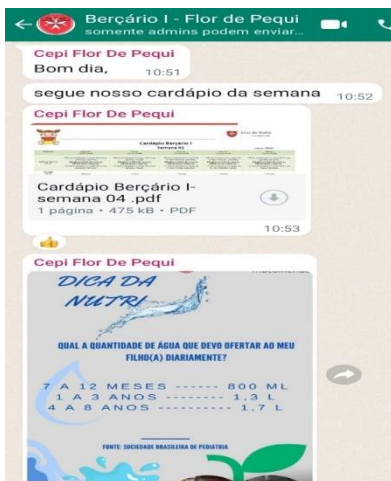 Berçário I - Flor de Pequi
somente admins podem enviar...
Cepi Flor De Pequi
Bom dia,
10:51
segue nosso cardápio da semana 10:52
Cepi Flor De Pequi
Cardápio Berçário I
Cardápio Berçário I-
semana 04 .pdf
1 página • 475 kB • PDF
10:53
Cepi Flor De Pequi
DICA DA
NUTRI
QUAL A QUANTIDADE DE ÁGUA QUE DEVO OFERTAR AO MEU
FILHO(A) DIARIAMENTE?
7 A 12 MESES ------ 800 ML
1 A 3 ANOS -------- 1,3 L
4 A 8 ANOS ---------- 1,7 L
FONTE: SOCIEDADE BRASILEIRA DE PEDIATRIA